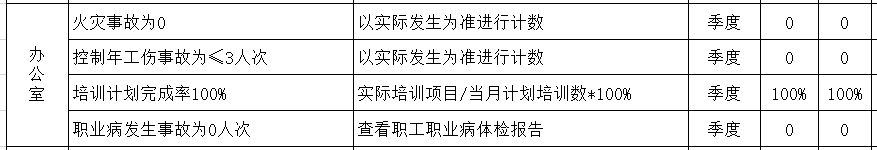 办公室
火灾事故为0 以实际发生为准进行计数 季度 0 0
控制年工伤事故为≤3人次 以实际发生为准进行计数 季度 0 0
培训计划完成率100% 实际培训项目/当月计划培训数*100% 季度 100% 100%
职业病发生事故为0人次 查看职工职业病体检报告 季度 0 0